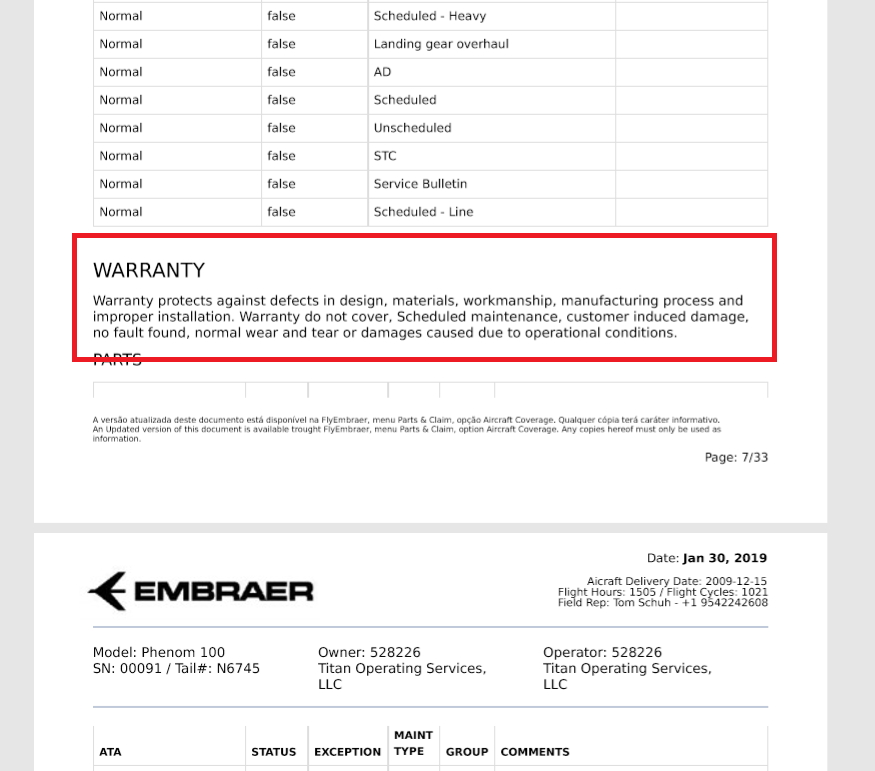 Normal false Scheduled - Heavy
Normal false Landing gear overhaul
Normal false AD
Normal false Scheduled
Normal false Unscheduled
Normal false STC
Normal false Service Bulletin
Normal false Scheduled - Line
WARRANTY
Warranty protects against defects in design, materials, workmanship, manufacturing process and
improper installation. Warranty do not cover, Scheduled maintenance, customer induced damage,
no fault found, normal wear and tear or damages caused due to operational conditions.
PARTS
A versão atualizada deste documento está disponível na FlyEmbraer, menu Parts & Claim, opção Aircraft Coverage. Qualquer cópia terá caráter informativo.
An Updated version of this document is available trought FlyEmbraer, menu Parts & Claim, option Aircraft Coverage. Any copies hereof must only be used as
information.
Page: 7/33
Date: Jan 30, 2019
EMBRAER
Aicraft Delivery Date: 2009-12-15
Flight Hours: 1505 / Flight Cycles: 1021
Field Rep: Tom Schuh - +1 9542242608
Model: Phenom 100
SN: 00091 / Tail#: N6745
Owner: 528226
Titan Operating Services,
LLC
Operator: 528226
Titan Operating Services,
LLC
ATA STATUS EXCEPTION MAINT TYPE GROUP COMMENTS